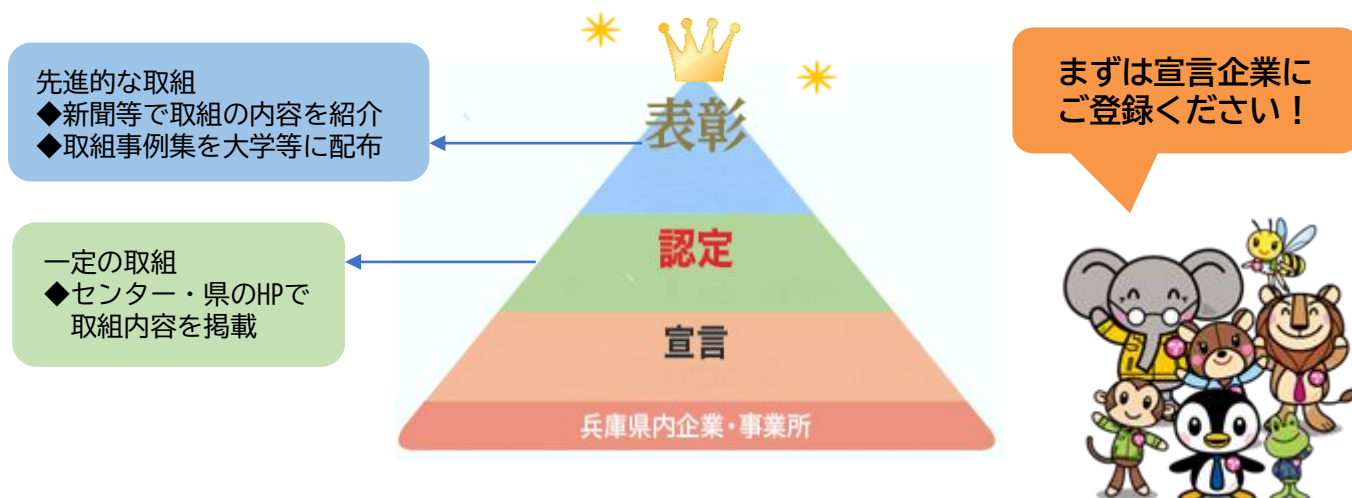 先進的な取組
◆新聞等で取組の内容を紹介
◆取組事例集を大学等に配布
一定の取組
◆センター・県のHPで
取組内容を掲載
表彰
認定
宣言
兵庫県内企業・事業所
まずは宣言企業に
ご登録ください！